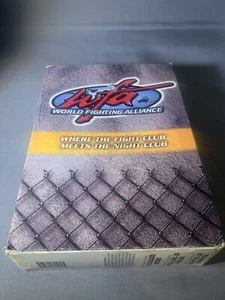 wfa
WORLD FIGHTING ALLIANCE
WHERE THE FIGHT CLUB
MEETS THE NIGHT CLUB